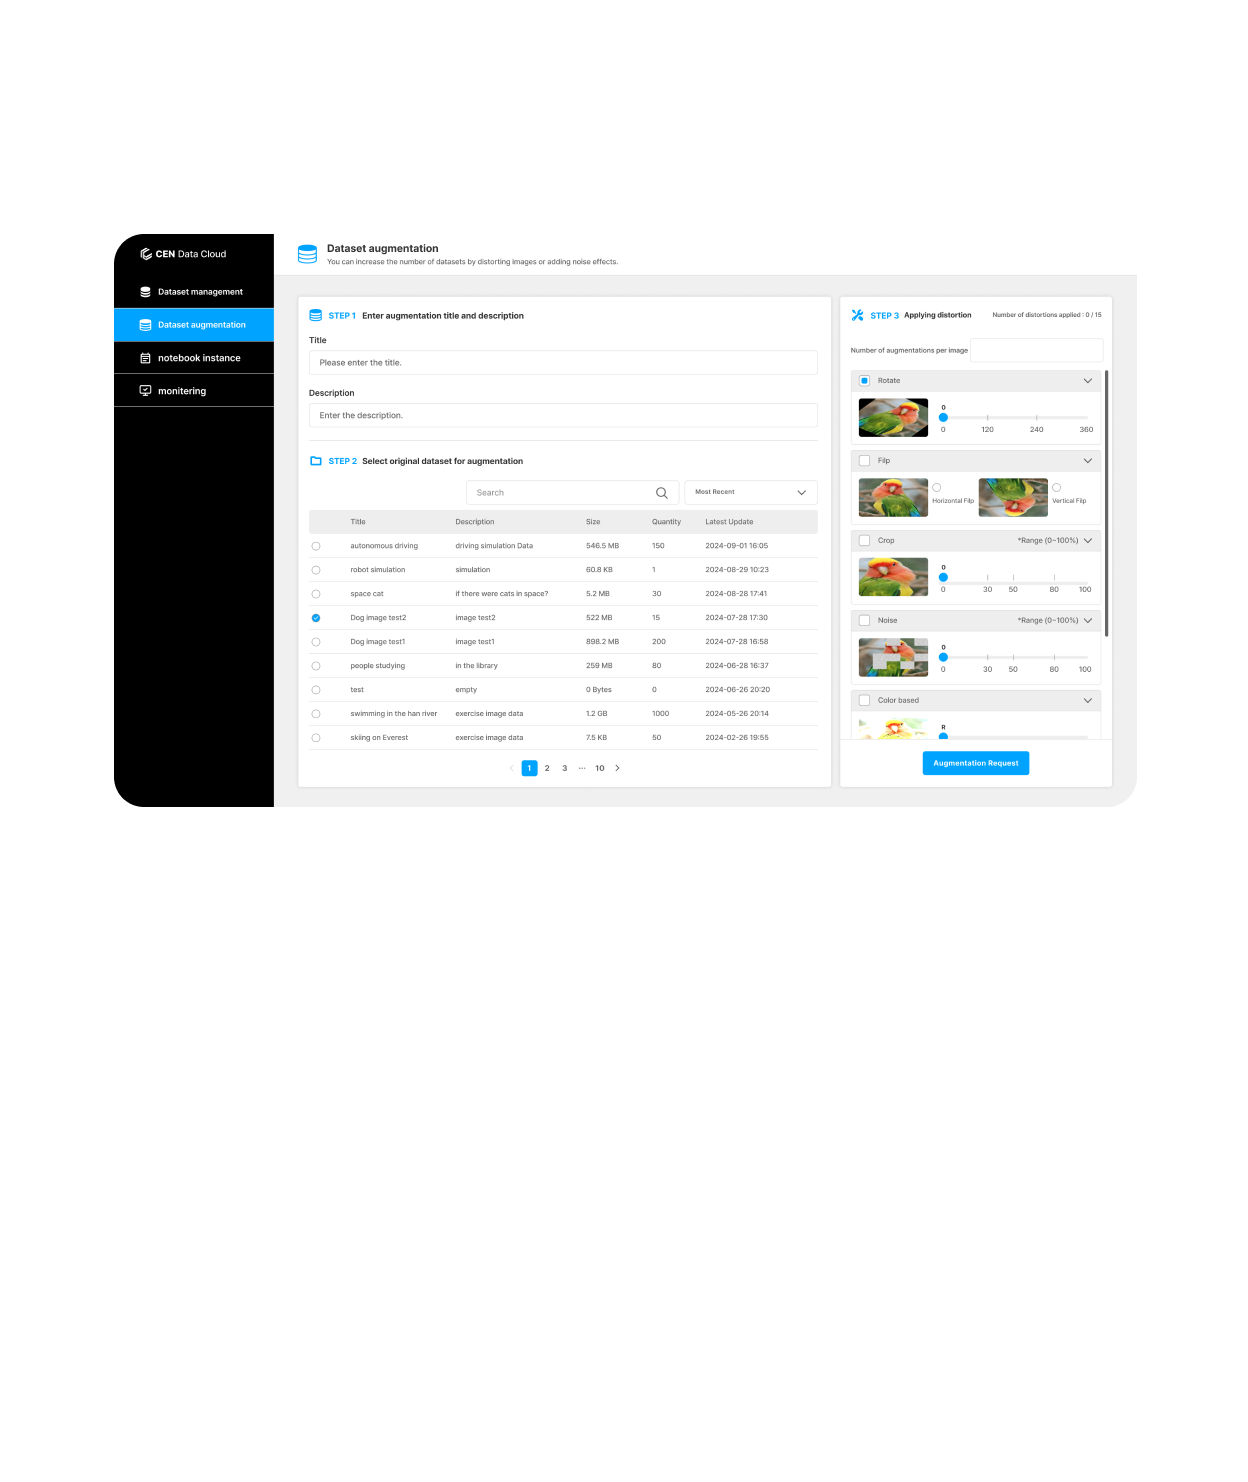 CEN Data Cloud
Dataset management
Dataset augmentation
notebook instance
monitering
Dataset augmentation
You can increase the number of datasets by distorting images or adding noise effects.
STEP 1 Enter augmentation title and description
Title
Please enter the title.
Description
Enter the description.
STEP 2 Select original dataset for augmentation
Search
Most Recent
Title Description Size Quantity Latest Update
autonomous driving driving simulation Data 546.5 MB 150 2024-09-01 16:05
robot simulation simulation 60.8 KB 1 2024-08-29 10:23
space cat if there were cats in space? 5.2 MB 30 2024-08-28 17:41
Dog image test2 image test2 522 MB 15 2024-07-28 17:30
Dog image test1 image test1 898.2 MB 200 2024-07-28 16:58
people studying in the library 259 MB 80 2024-06-28 16:37
test empty 0 Bytes 0 2024-06-26 20:20
swimming in the han river exercise image data 1.2 GB 1000 2024-05-26 20:14
skiing on Everest exercise image data 7.5 KB 50 2024-02-26 19:55
< 1 2 3 ··· 10 >
STEP 3 Applying distortion Number of distortions applied : 0 / 15
Number of augmentations per image
Rotate
0
0 120 240 360
Filp
Horizontal Filp
Vertical Flip
Crop *Range (0~100%)
0
0 30 50 80 100
Noise *Range (0~100%)
0
0 30 50 80 100
Color based
R
Augmentation Request